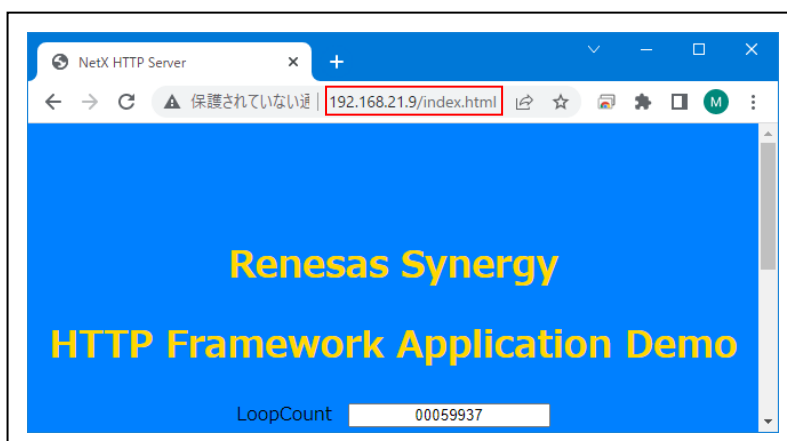 NetX HTTP Server
保護されていない通 192.168.21.9/index.html M
Renesas Synergy
HTTP Framework Application Demo
LoopCount 00059937